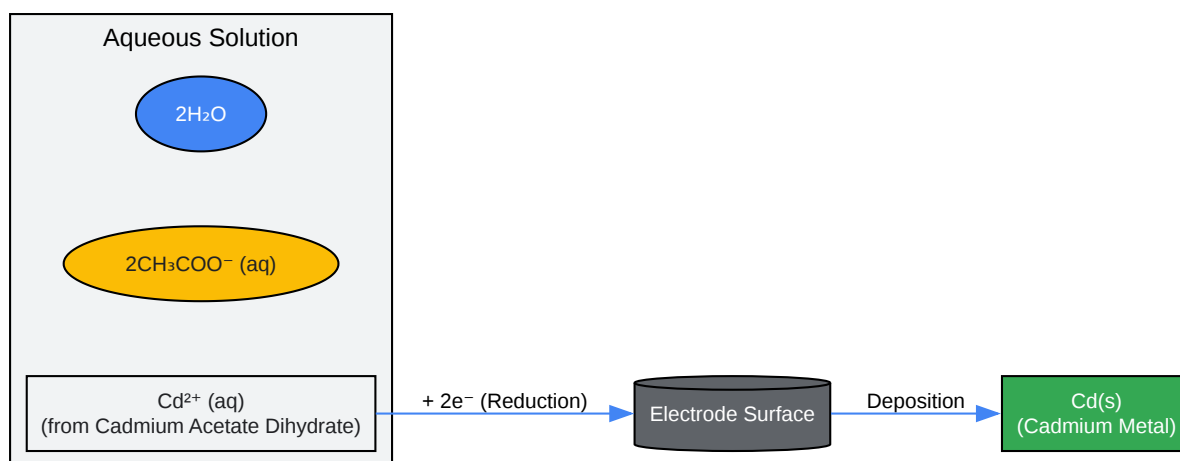 Aqueous Solution
2H₂O
2CH₃COO⁻ (aq)
Cd²⁺ (aq)
(from Cadmium Acetate Dihydrate)
+ 2e⁻ (Reduction)
Electrode Surface
Deposition
Cd(s)
(Cadmium Metal)